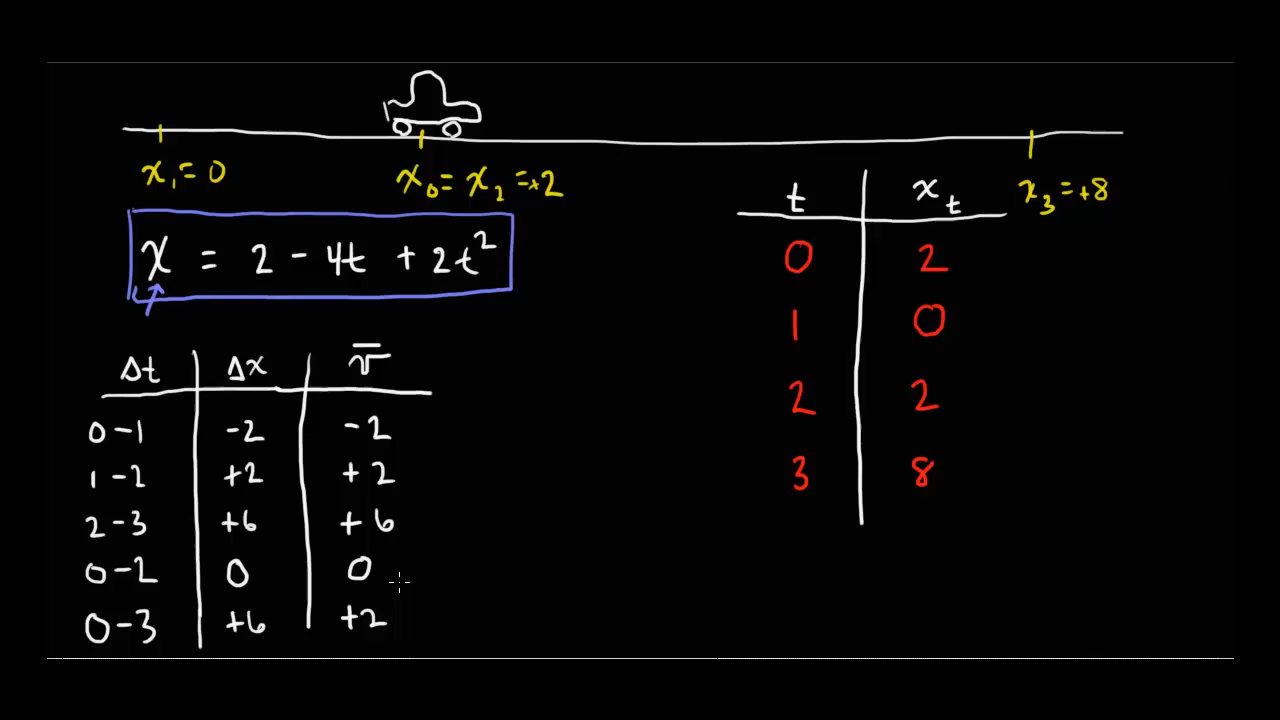 x₁ = 0
x₀ = x₂ = +2
x₃ = +8
x = 2 - 4t + 2t²
t x_t
0 2
1 0
2 2
3 8
Δt Δx v̅
0-1 -2 -2
1-2 +2 +2
2-3 +6 +6
0-2 0 0
0-3 +6 +2